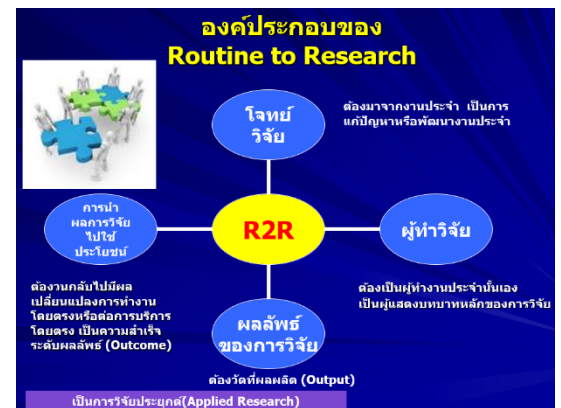 องค์ประกอบของ
Routine to Research
โจทย์
วิจัย
ต้องมาจากงานประจำ เป็นการ
แก้ปัญหาหรือพัฒนางานประจำ
การนำ
ผลการวิจัย
ไปใช้
ประโยชน์
R2R
ผู้ทำวิจัย
ต้องวนกลับไปมีผล
เปลี่ยนแปลงการทำงาน
โดยตรงหรือต่อการบริการ
โดยตรง เป็นความสำเร็จ
ระดับผลลัพธ์ (Outcome)
ต้องเป็นผู้ทำงานประจำนั้นเอง
เป็นผู้แสดงบทบาทหลักของการวิจัย
ผลลัพธ์
ของการวิจัย
ต้องวัดที่ผลผลิต (Output)
เป็นการวิจัยประยุกต์(Applied Research)